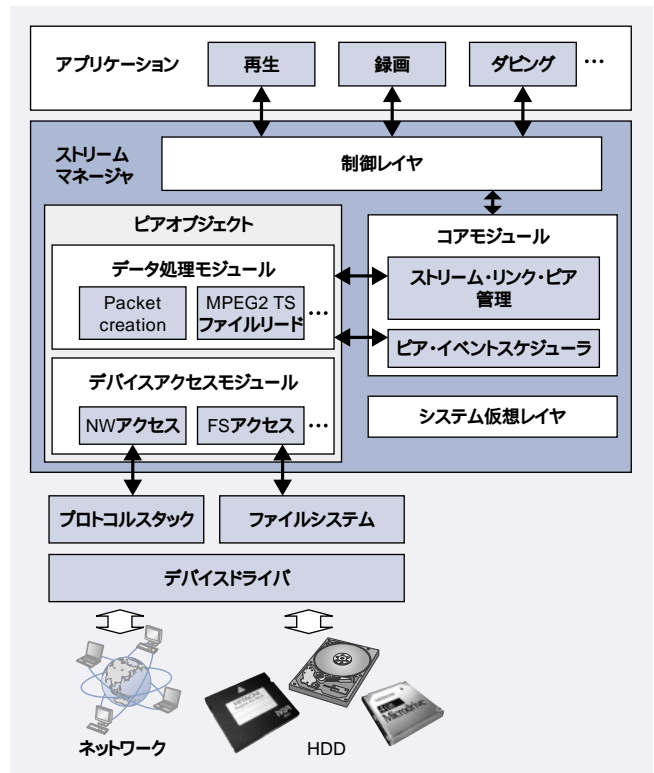 アプリケーション
再生
録画
ダビング
…
ストリーム
マネージャ
制御レイヤ
ピアオブジェクト
データ処理モジュール
Packet
creation
MPEG2 TS
ファイルリード
…
コアモジュール
ストリーム・リンク・ピア
管理
ピア・イベントスケジューラ
デバイスアクセスモジュール
NWアクセス
FSアクセス
…
システム仮想レイヤ
プロトコルスタック
ファイルシステム
デバイスドライバ
HITACHI
iVDR
4GB
Microdrive
ネットワーク
HDD